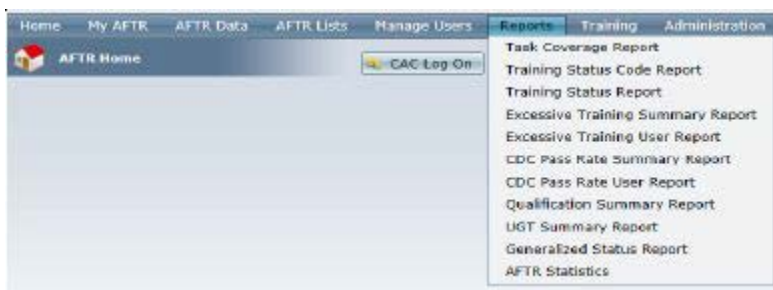 Home My AFTR AFTR Data AFTR Lists Manage Users Reports Training Administration
AFTR Home
CAC Log On
Task Coverage Report
Training Status Code Report
Training Status Report
Excessive Training Summary Report
Excessive Training User Report
CDC Pass Rate Summary Report
CDC Pass Rate User Report
Qualification Summary Report
UGT Summary Report
Generalized Status Report
AFTR Statistics